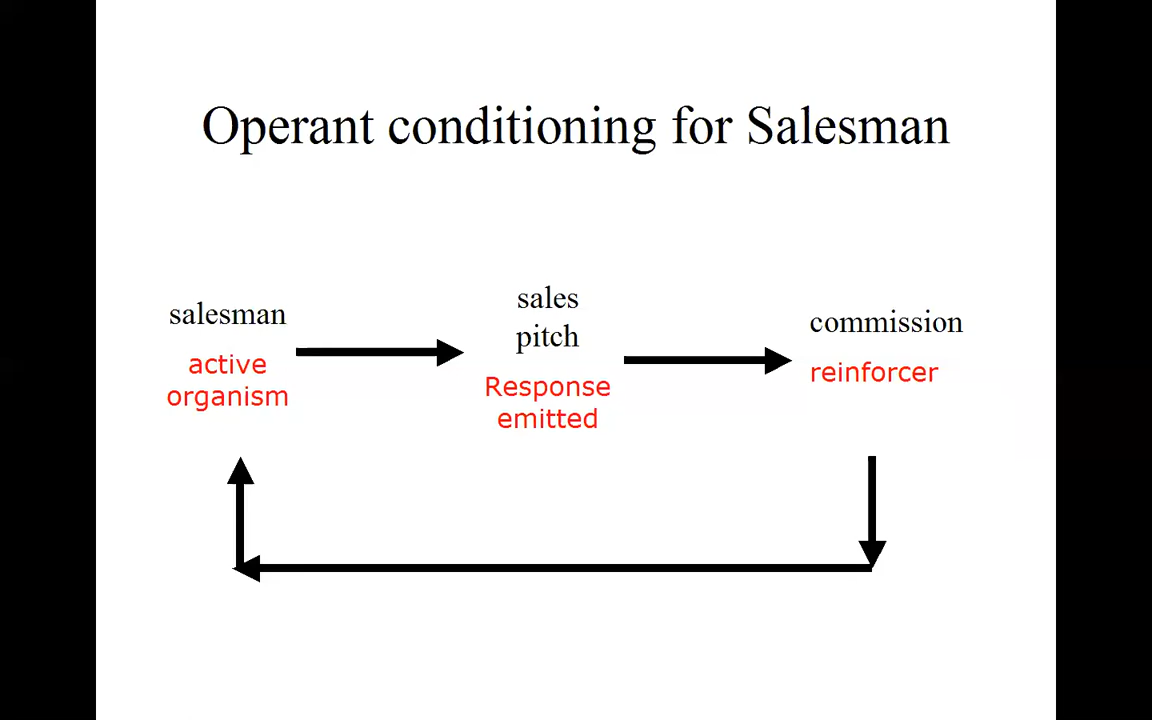 Operant conditioning for Salesman
salesman
active
organism
sales
pitch
Response
emitted
commission
reinforcer